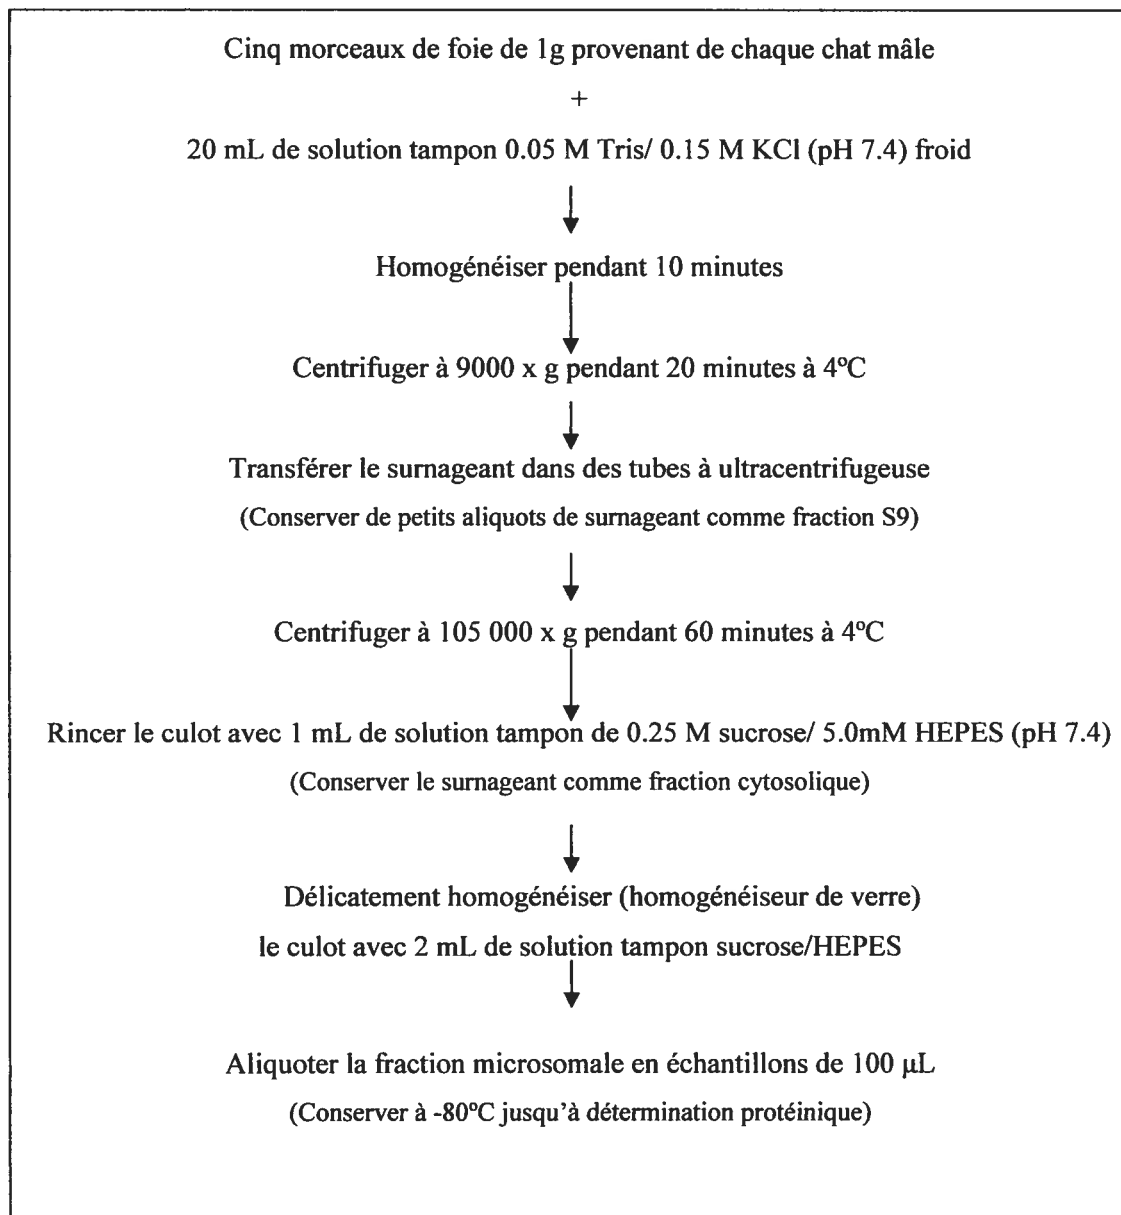 Cinq morceaux de foie de 1g provenant de chaque chat mâle
+
20 mL de solution tampon 0.05 M Tris/ 0.15 M KCl (pH 7.4) froid
Homogénéiser pendant 10 minutes
Centrifuger à 9000 x g pendant 20 minutes à 4ºC
Transférer le surnageant dans des tubes à ultracentrifugeuse
(Conserver de petits aliquots de surnageant comme fraction S9)
Centrifuger à 105 000 x g pendant 60 minutes à 4ºC
Rincer le culot avec 1 mL de solution tampon de 0.25 M sucrose/ 5.0mM HEPES (pH 7.4)
(Conserver le surnageant comme fraction cytosolique)
Délicatement homogénéiser (homogénéiseur de verre)
le culot avec 2 mL de solution tampon sucrose/HEPES
Aliquoter la fraction microsomale en échantillons de 100 µL
(Conserver à -80ºC jusqu'à détermination protéinique)